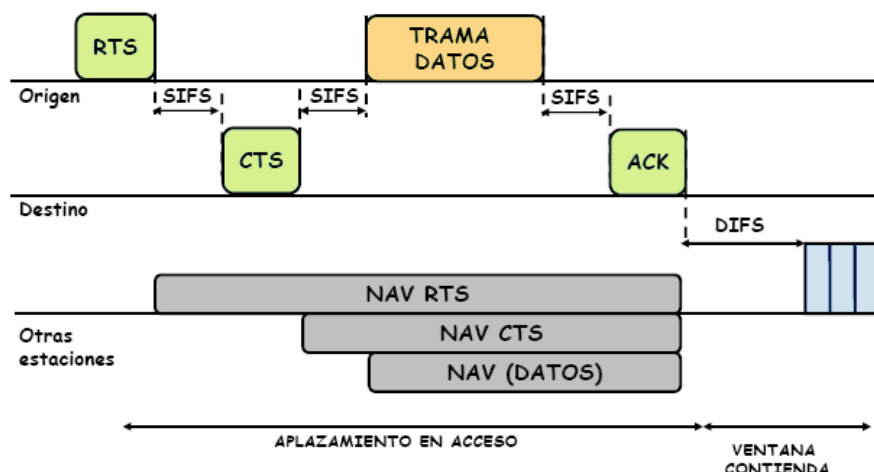 RTS
TRAMA
DATOS
Origen
SIFS
SIFS
SIFS
CTS
ACK
Destino
DIFS
NAV RTS
Otras
estaciones
NAV CTS
NAV (DATOS)
APLAZAMIENTO EN ACCESO
VENTANA
CONTIENDA